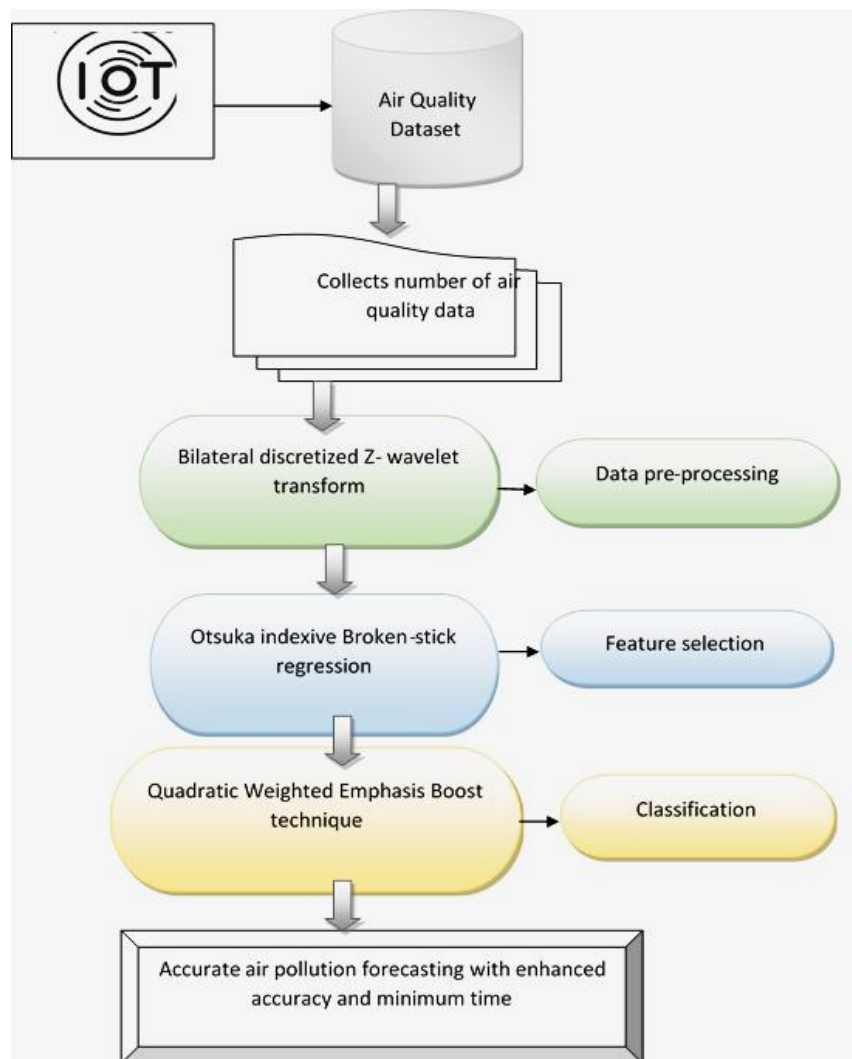 IOT
Air Quality
Dataset
Collects number of air
quality data
Bilateral discretized Z- wavelet
transform
Data pre-processing
Otsuka indexive Broken-stick
regression
Feature selection
Quadratic Weighted Emphasis Boost
technique
Classification
Accurate air pollution forecasting with enhanced
accuracy and minimum time